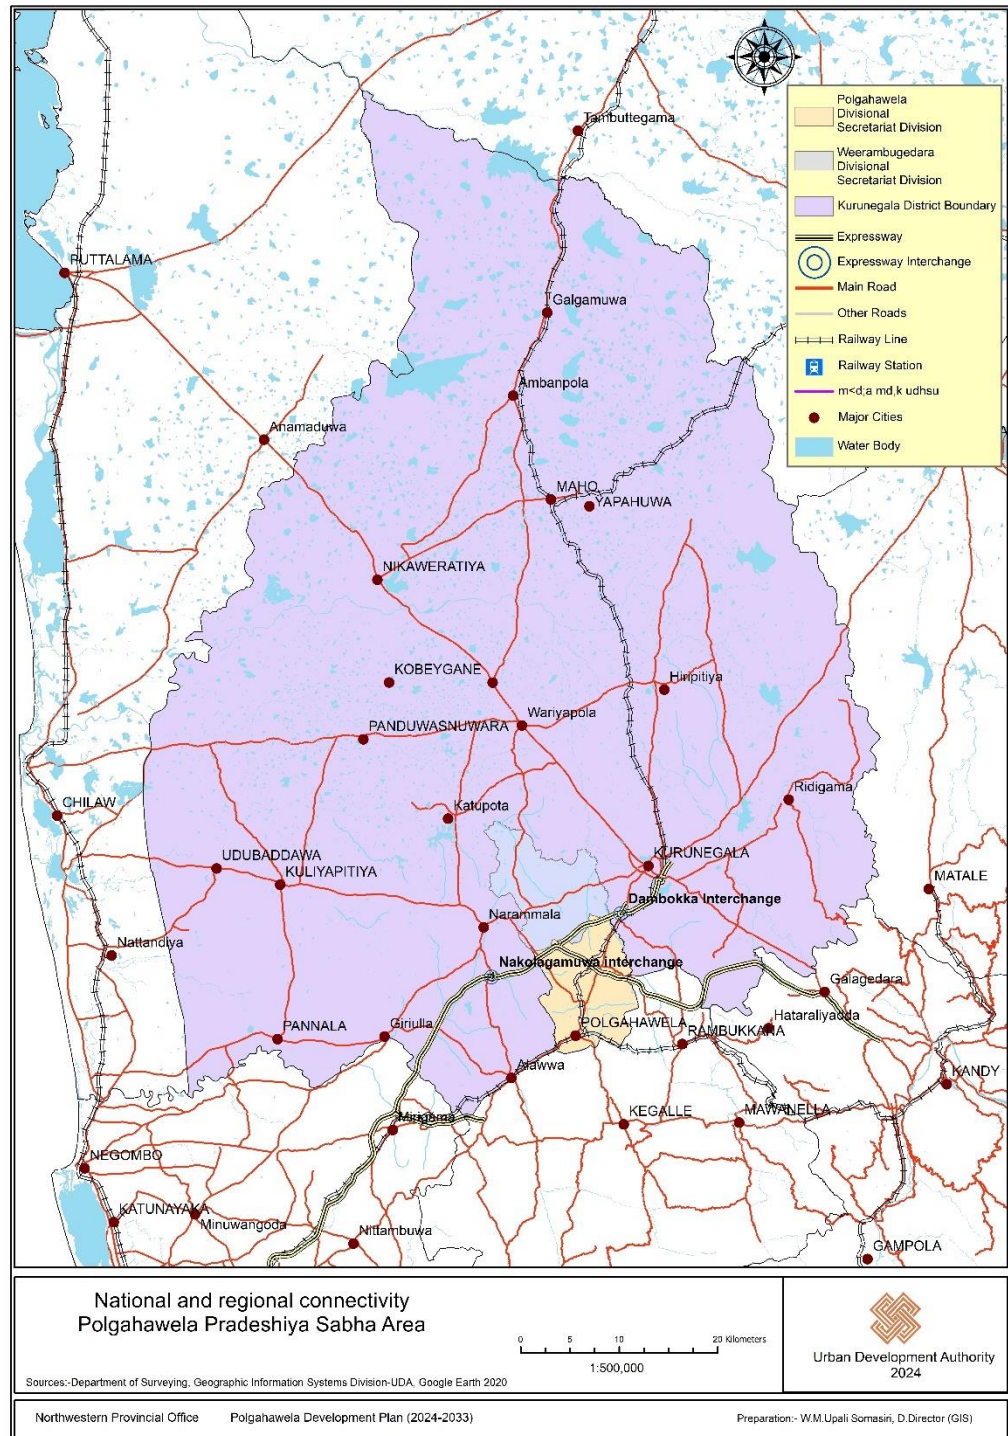 Tambuttegama
Polgahawela
Divisional
Secretariat Division
Weerambugedara
Divisional
Secretariat Division
Kurunegala District Boundary
Expressway
Expressway Interchange
Main Road
Other Roads
Railway Line
Railway Station
m<d;a md,k udhsu
Major Cities
Water Body
PUTTALAMA
Galgamuwa
Ambanpola
Anamaduwa
MAHO
YAPAHUWA
NIKAWERATIYA
KOBEYGANE
Hiripitiya
Wariyapola
PANDUWASNUWARA
Ridigama
CHILAW
Katupota
UDUBADDAWA
KURUNEGALA
KULIYAPITIYA
MATALE
Dambokka Interchange
Narammala
Nattandiya
Nakolagamuwa interchange
Galagedara
PANNALA
Giriulla
POLGAHAWELA
RAMBUKKANA
Hataraliyadda
Alawwa
KANDY
Mirigama
KEGALLE
MAWANELLA
NEGOMBO
KATUNAYAKA
Minuwangoda
Nittambuwa
GAMPOLA
National and regional connectivity
Polgahawela Pradeshiya Sabha Area
0 5 10 20 Kilometers
1:500,000
Sources:-Department of Surveying, Geographic Information Systems Division-UDA, Google Earth 2020
Urban Development Authority
2024
Northwestern Provincial Office Polgahawela Development Plan (2024-2033) Preparation:- W.M.Upali Somasiri, D.Director (GIS)